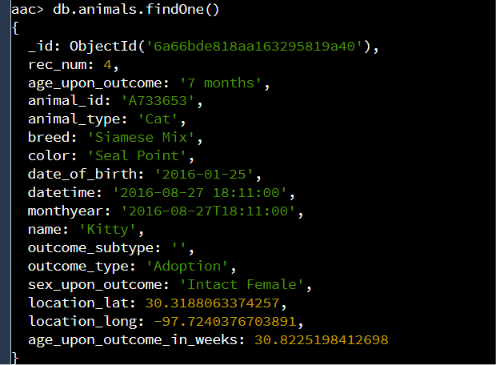 aac> db.animals.findOne()
{
  _id: ObjectId('6a66bde818aa163295819a40'),
  rec_num: 4,
  age_upon_outcome: '7 months',
  animal_id: 'A733653',
  animal_type: 'Cat',
  breed: 'Siamese Mix',
  color: 'Seal Point',
  date_of_birth: '2016-01-25',
  datetime: '2016-08-27 18:11:00',
  monthyear: '2016-08-27T18:11:00',
  name: 'Kitty',
  outcome_subtype: '',
  outcome_type: 'Adoption',
  sex_upon_outcome: 'Intact Female',
  location_lat: 30.3188063374257,
  location_long: -97.7240376703891,
  age_upon_outcome_in_weeks: 30.8225198412698
}